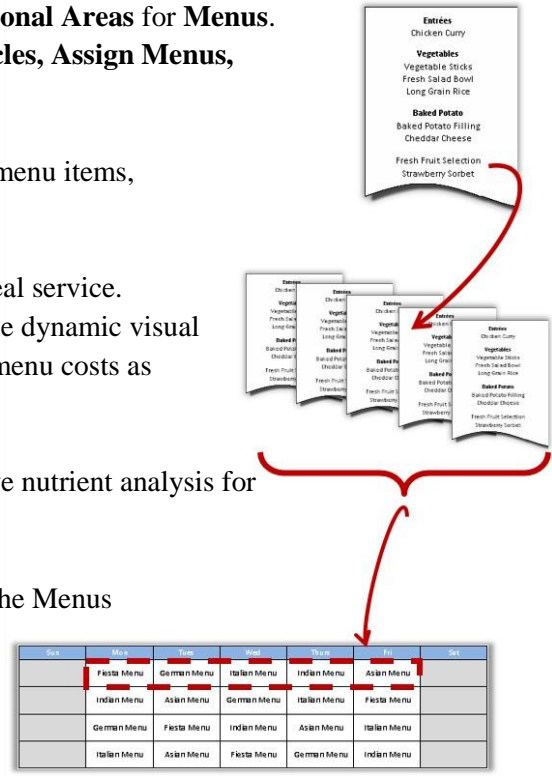 onal Areas for Menus.
cles, Assign Menus,
menu items,
eal service.
e dynamic visual
menu costs as
e nutrient analysis for
he Menus
Entrées
Chicken Curry
Vegetables
Vegetable Sticks
Fresh Salad Bowl
Long Grain Rice
Baked Potato
Baked Potato Filling
Cheddar Cheese
Fresh Fruit Selection
Strawberry Sorbet
Entrées
Chicken Curry
Vegetables
Vegetable Sticks
Fresh Salad Bowl
Long Grain Rice
Baked Potato
Baked Potato Filling
Cheddar Cheese
Fresh Fruit Selection
Strawberry Sorbet
Sun Mon Tues Wed Thurs Fri Sat
Fiesta Menu German Menu Italian Menu Indian Menu Asian Menu
Indian Menu Asian Menu German Menu Italian Menu Fiesta Menu
German Menu Fiesta Menu Indian Menu Asian Menu Italian Menu
Italian Menu Asian Menu Fiesta Menu German Menu Indian Menu